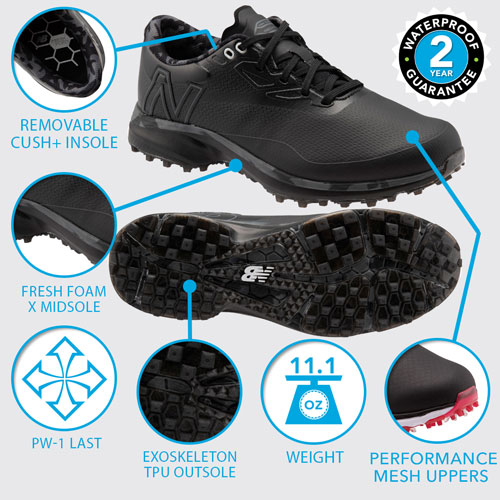 WATERPROOF
2
YEAR
GUARANTEE
REMOVABLE
CUSH+ INSOLE
FRESH FOAM
X MIDSOLE
NB
PW-1 LAST
EXOSKELETON
TPU OUTSOLE
11.1
OZ
WEIGHT
PERFORMANCE
MESH UPPERS